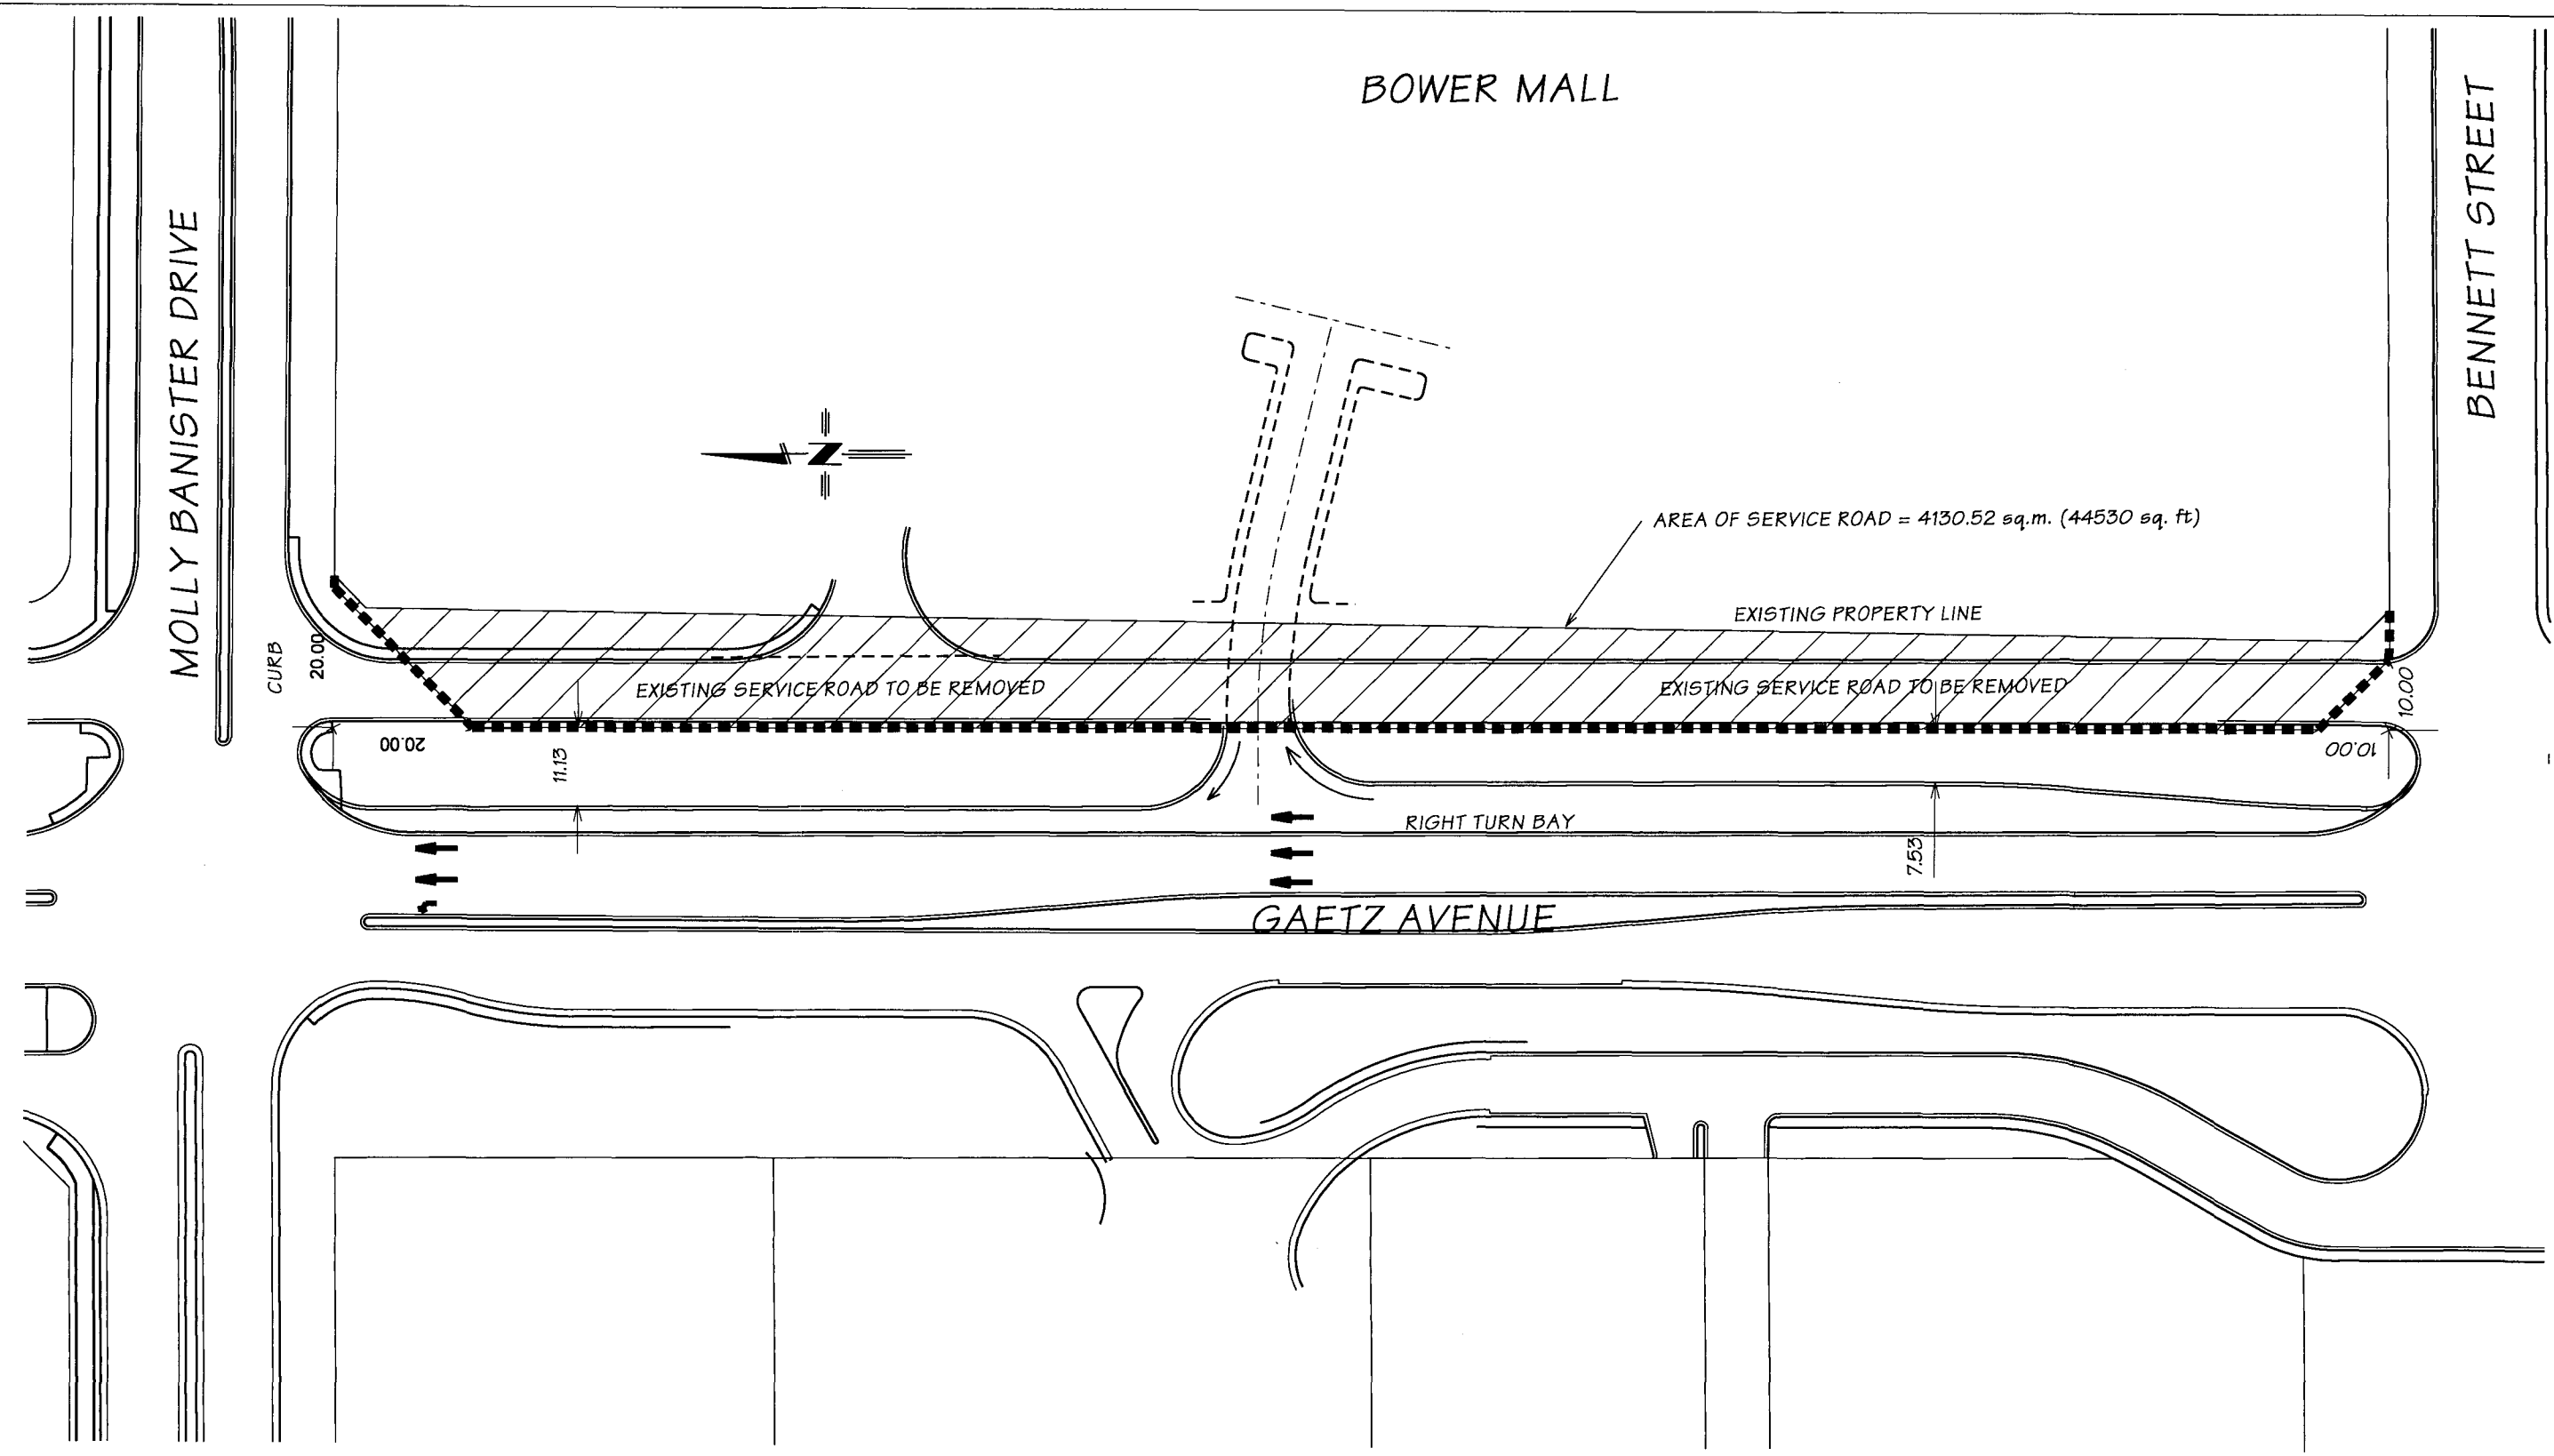 BOWER MALL
MOLLY BANISTER DRIVE
BENNETT STREET
N
AREA OF SERVICE ROAD = 4130.52 sq.m. (44530 sq. ft)
EXISTING PROPERTY LINE
CURB
20.00
EXISTING SERVICE ROAD TO BE REMOVED
EXISTING SERVICE ROAD TO BE REMOVED
10.00
20.00
11.13
10.00
RIGHT TURN BAY
7.53
GAETZ AVENUE